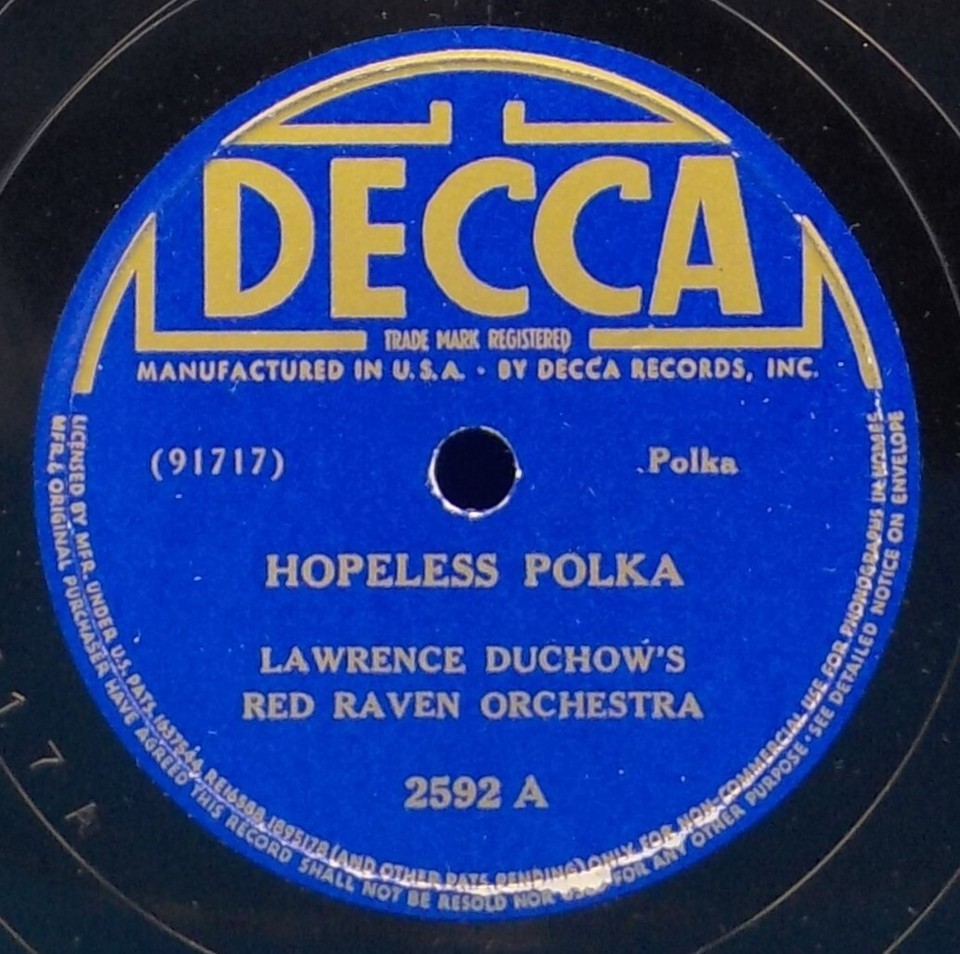 DECCA
TRADE MARK REGISTERED
MANUFACTURED IN U.S.A. · BY DECCA RECORDS, INC.
(91717)
Polka
HOPELESS POLKA
LAWRENCE DUCHOW'S
RED RAVEN ORCHESTRA
2592 A
LICENSED BY MFR. UNDER U.S. PATS. 1637544, RE16588, 1895178 (AND OTHER PATS. PENDING) ONLY FOR NON-COMMERCIAL USE FOR PHONOGRAPHS IN HOMES.
MFR. & ORIGINAL PURCHASER HAVE AGREED THIS RECORD SHALL NOT BE RESOLD NOR USED FOR ANY OTHER PURPOSE · SEE DETAILED NOTICE ON ENVELOPE
1 7 A